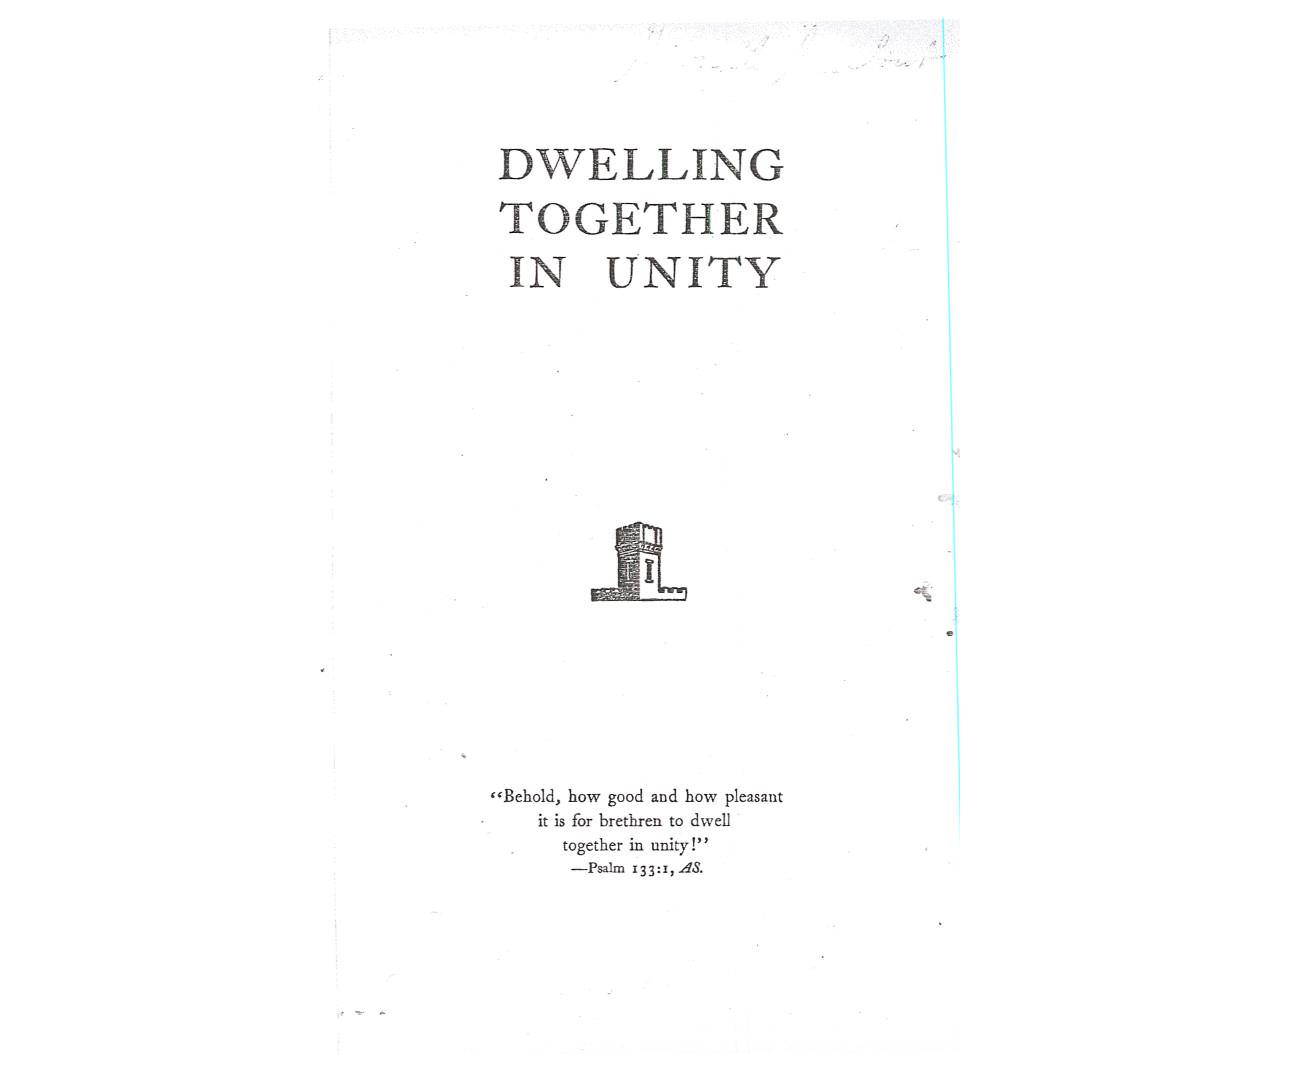 DWELLING
TOGETHER
IN UNITY
“Behold, how good and how pleasant
it is for brethren to dwell
together in unity!”
—Psalm 133:1, AS.